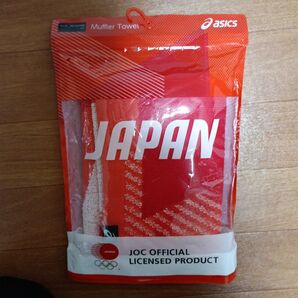 Muffler Towel
asics
JAPAN
JOC OFFICIAL
LICENSED PRODUCT